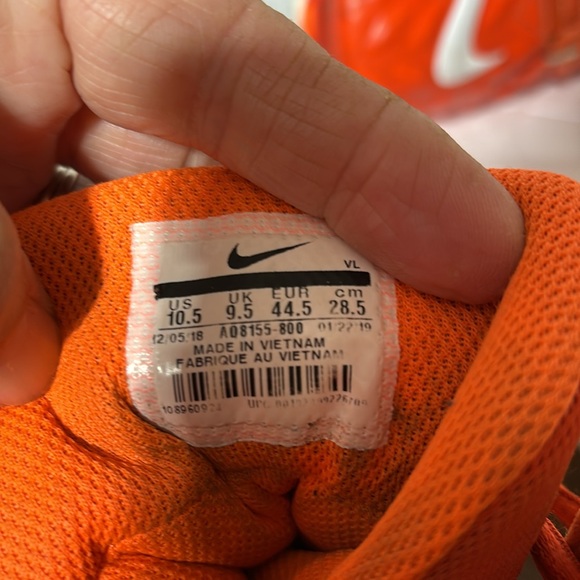 VL
US UK EUR cm
10.5 9.5 44.5 28.5
12/05/18 AO8155-800 01/22/19
MADE IN VIETNAM
FABRIQUE AU VIETNAM
UPC